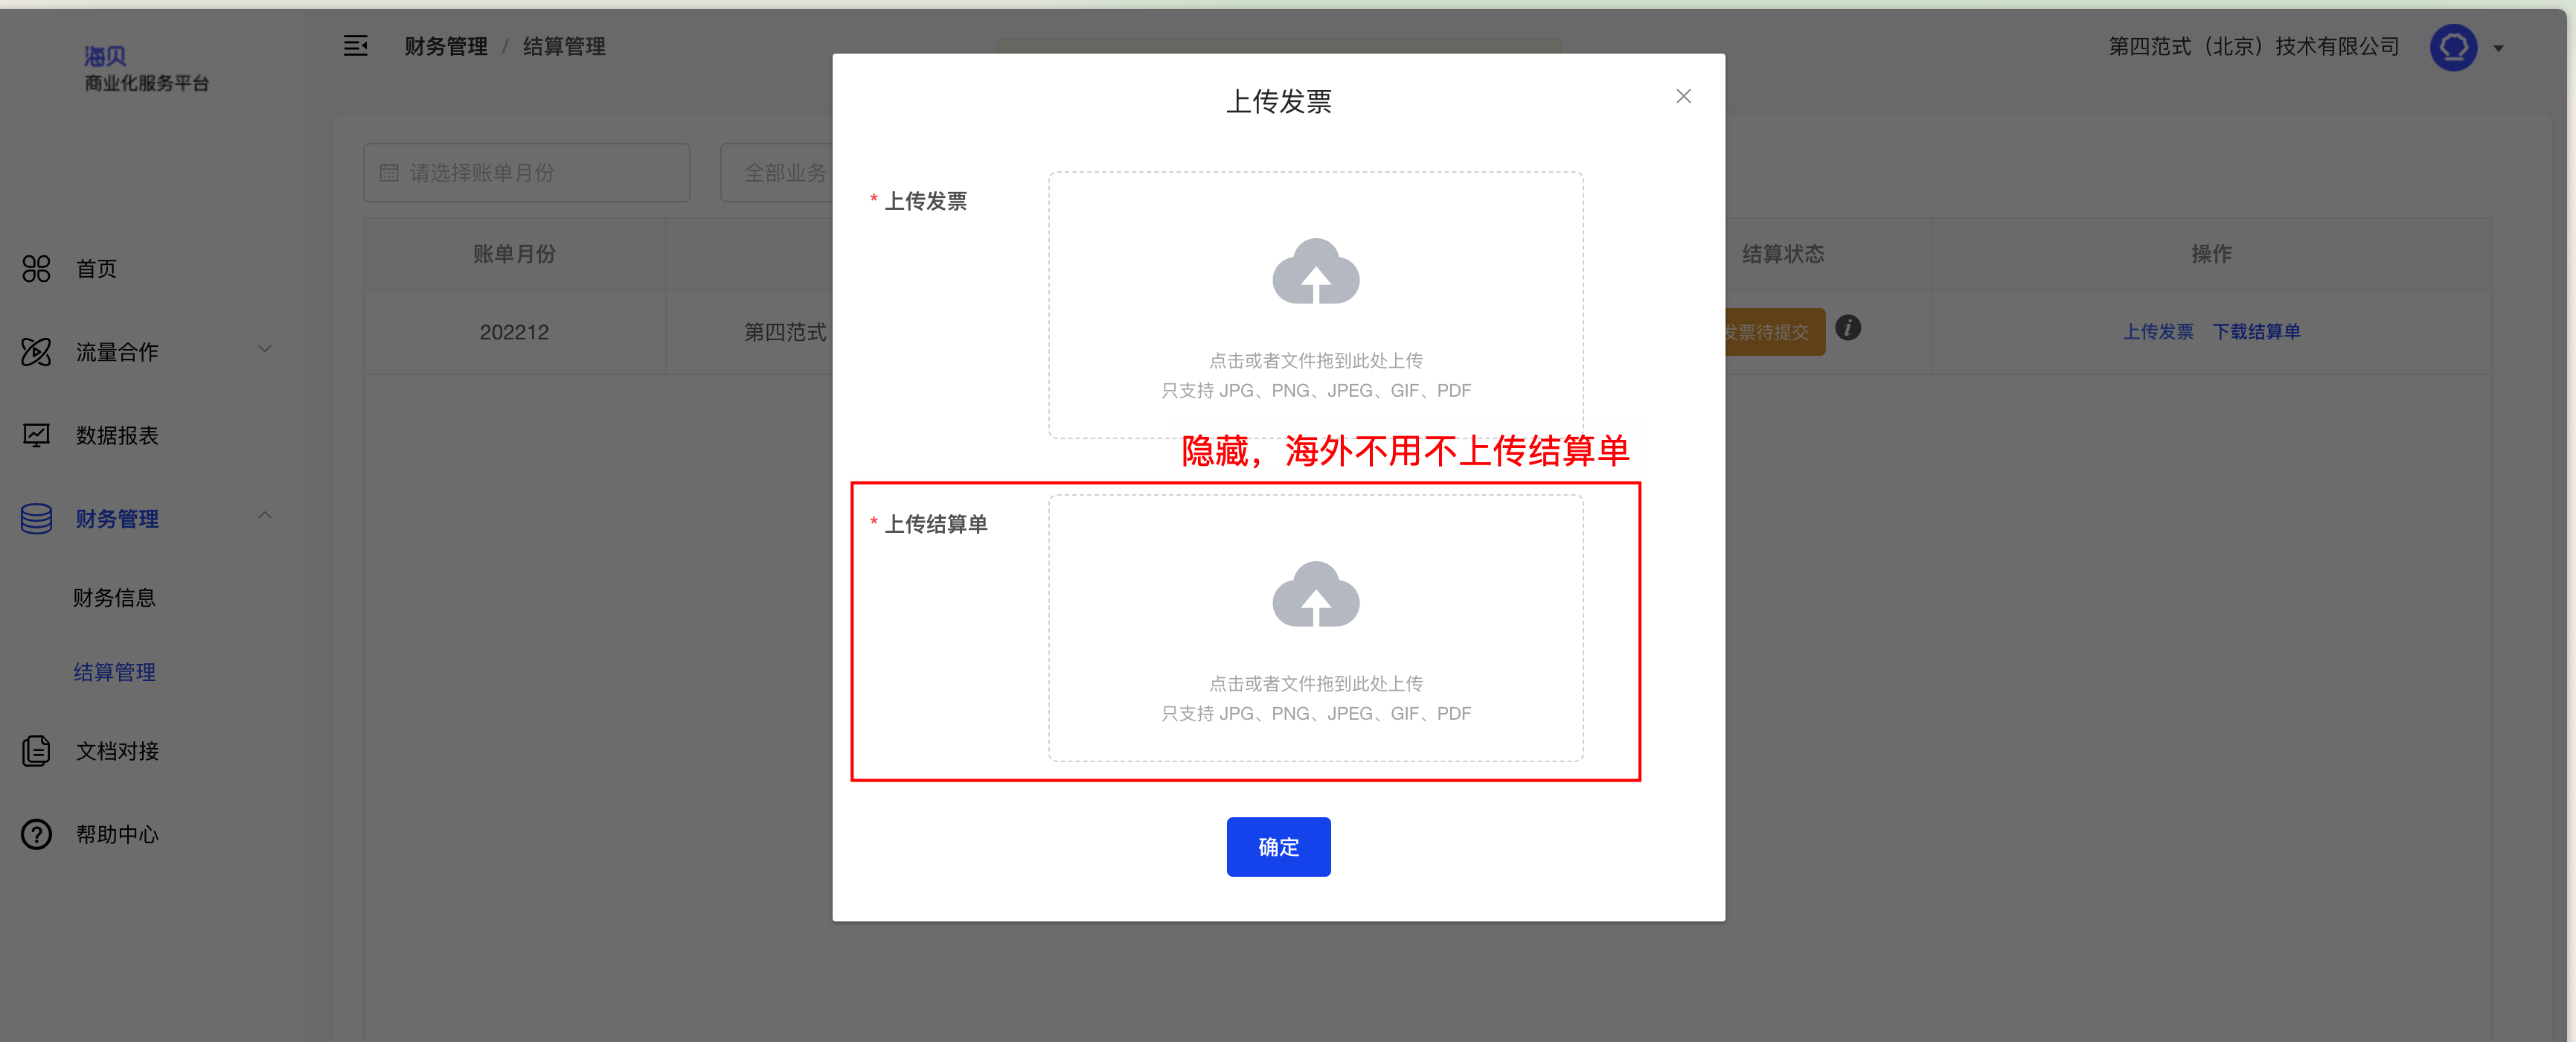 海贝
商业化服务平台
财务管理 / 结算管理
第四范式（北京）技术有限公司
首页
流量合作
数据报表
财务管理
财务信息
结算管理
文档对接
帮助中心
请选择账单月份
全部业务
账单月份
结算状态
操作
202212
第四范式
发票待提交
上传发票 下载结算单
上传发票
* 上传发票
点击或者文件拖到此处上传
只支持 JPG、PNG、JPEG、GIF、PDF
隐藏，海外不用不上传结算单
* 上传结算单
点击或者文件拖到此处上传
只支持 JPG、PNG、JPEG、GIF、PDF
确定